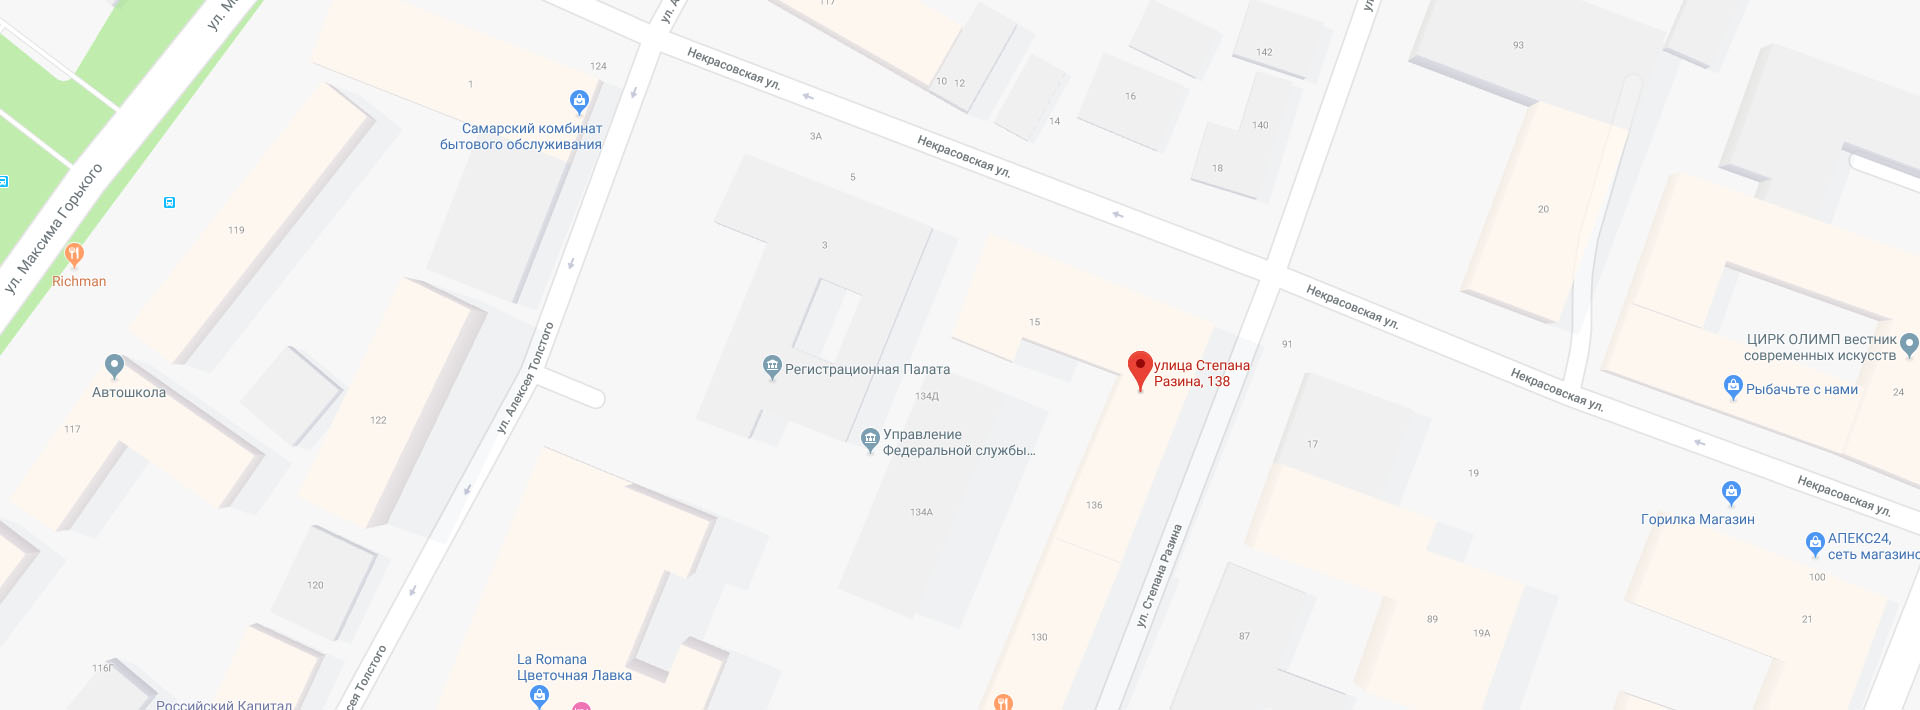 ул. М
ул. А
117
Некрасовская ул.
10
12
16
14
142
140
18
93
20
ул
124
1
Самарский комбинат
бытового обслуживания
3А
5
3
Некрасовская ул.
119
ул. Максима Горького
Richman
Автошкола
117
122
120
116Г
ул. Алексея Толстого
Регистрационная Палата
134Д
Управление
Федеральной службы...
134А
15
улица Степана
Разина, 138
136
130
91
Некрасовская ул.
Некрасовская ул.
17
19
ЦИРК ОЛИМП вестник
современных искусств
Рыбачьте с нами
24
Некрасовская ул.
Горилка Магазин
АПЕКС24,
сеть магазино
100
21
89
19А
87
ул. Степана Разина
La Romana
Цветочная Лавка
Российский Капитал
сея Толстого